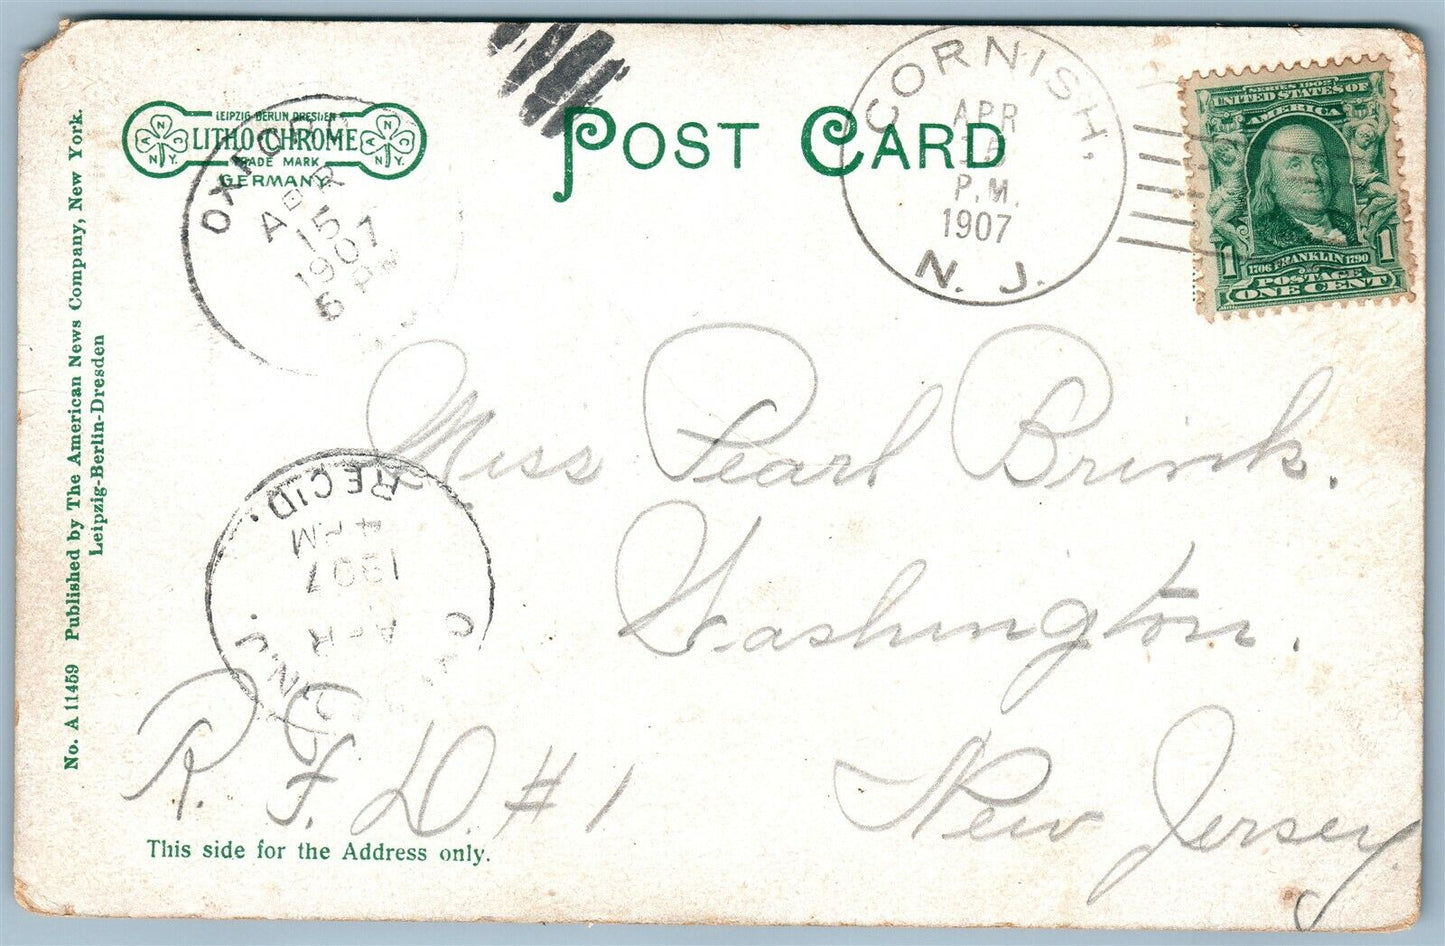 LEIPZIG BERLIN DRESDEN
LITHO-CHROME
TRADE MARK
GERMANY
A N N Y
A N C Y
POST CARD
OXFORD
APR
15
1907
6 PM
CORNISH,
APR
P.M.
1907
N. J.
SERIES 1902
UNITED STATES OF
AMERICA
1 1
1706 FRANKLIN 1790
POSTAGE
ONE CENT
No. A 11459 Published by The American News Company, New York.
Leipzig-Berlin-Dresden
Miss Pearl Brink.
Washington.
R. F. D. #1 New Jersey.
REC'D.
4 PM
1907
APR
N.J.
This side for the Address only.